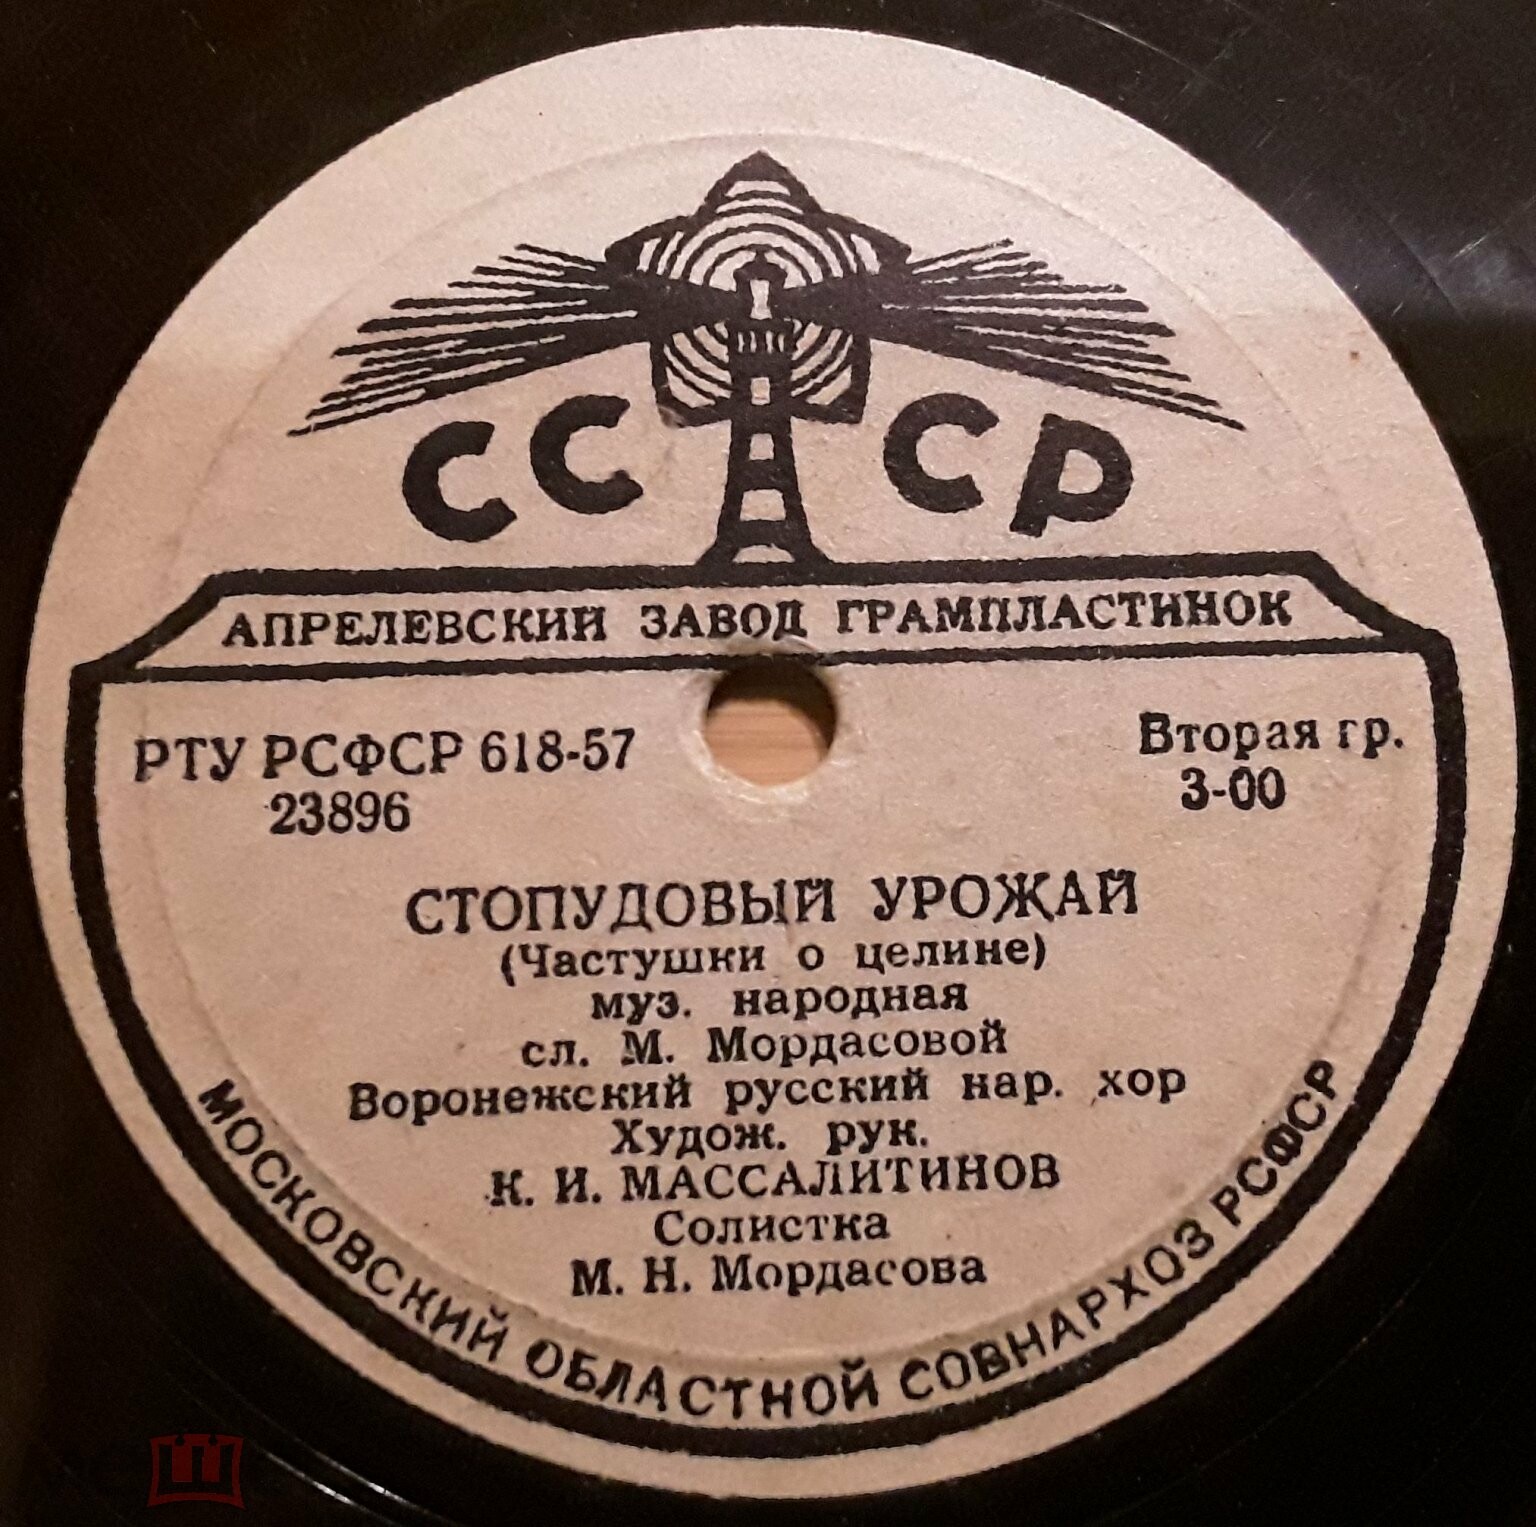 СССР
АПРЕЛЕВСКИЙ ЗАВОД ГРАМПЛАСТИНОК
РТУ РСФСР 618-57
23896
Вторая гр.
3-00
СТОПУДОВЫЙ УРОЖАЙ
(Частушки о целине)
муз. народная
сл. М. Мордасовой
Воронежский русский нар. хор
Худож. рук.
К. И. МАССАЛИТИНОВ
Солистка
М. Н. Мордасова
МОСКОВСКИЙ ОБЛАСТНОЙ СОВНАРХОЗ РСФСР